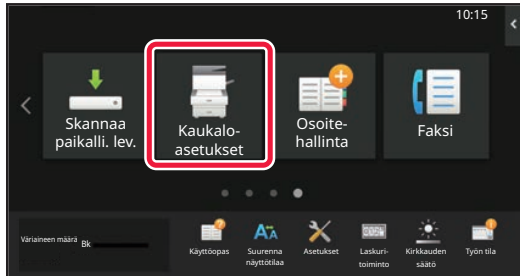 10:15
Skannaa
paikalli. lev.
Kaukalo-
asetukset
Osoite-
hallinta
Faksi
Väriaineen määrä
Bk
Käyttöopas
Suurenna
näyttötilaa
Asetukset
Laskuri-
toiminto
Kirkkauden
säätö
Työn tila